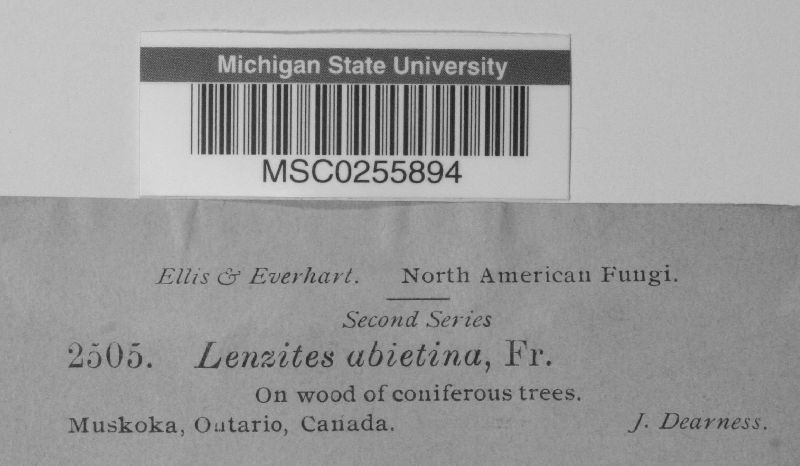 Michigan State University
MSC0255894
Ellis & Everhart. North American Fungi.
Second Series
2505. Lenzites abietina, Fr.
On wood of coniferous trees.
Muskoka, Ontario, Canada. J. Dearness.